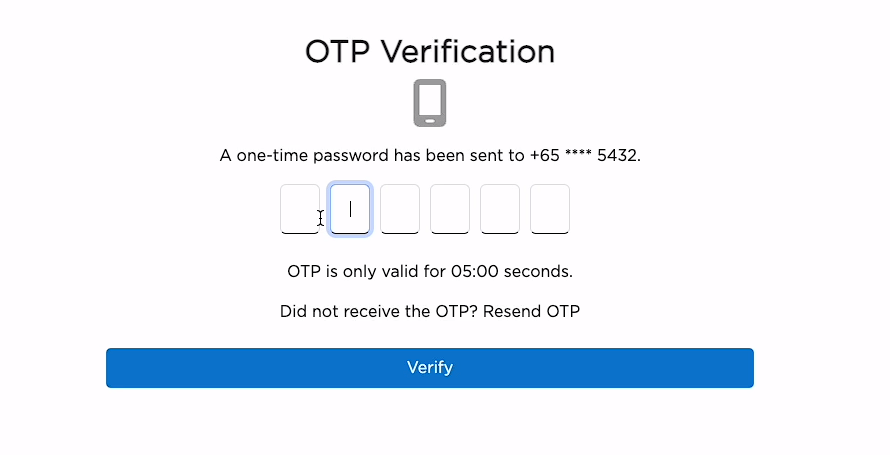 OTP Verification
A one-time password has been sent to +65 **** 5432.
OTP is only valid for 05:00 seconds.
Did not receive the OTP? Resend OTP
Verify